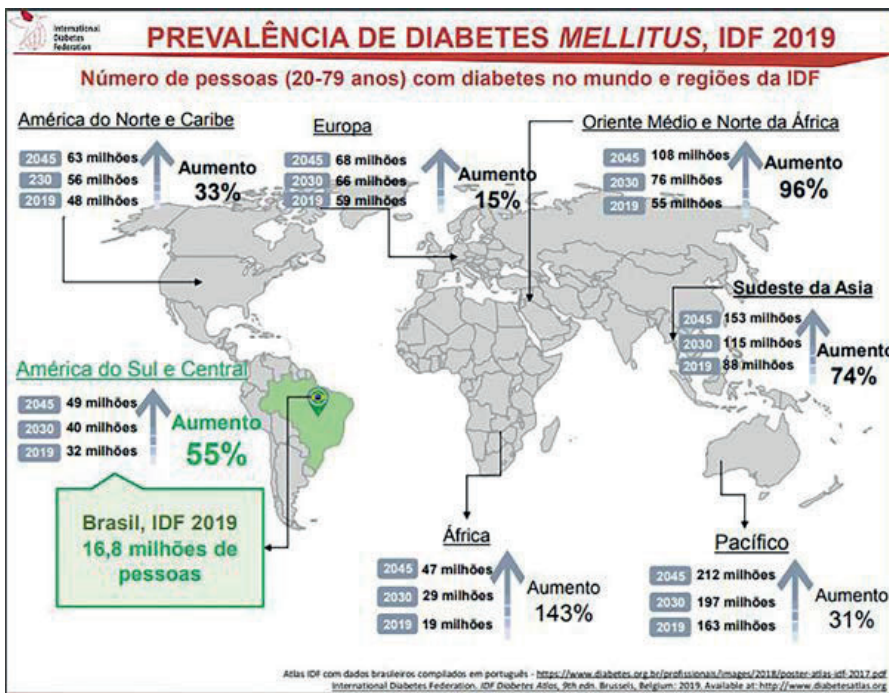 International
Diabetes
Federation
PREVALÊNCIA DE DIABETES MELLITUS, IDF 2019
Número de pessoas (20-79 anos) com diabetes no mundo e regiões da IDF
América do Norte e Caribe
2045 63 milhões
230 56 milhões
2019 48 milhões
Aumento
33%
Europa
2045 68 milhões
2030 66 milhões
2019 59 milhões
Aumento
15%
Oriente Médio e Norte da África
2045 108 milhões
2030 76 milhões
2019 55 milhões
Aumento
96%
Sudeste da Asia
2045 153 milhões
2030 115 milhões
2019 88 milhões
Aumento
74%
América do Sul e Central
2045 49 milhões
2030 40 milhões
2019 32 milhões
Aumento
55%
Brasil, IDF 2019
16,8 milhões de
pessoas
África
2045 47 milhões
2030 29 milhões
2019 19 milhões
Aumento
143%
Pacífico
2045 212 milhões
2030 197 milhões
2019 163 milhões
Aumento
31%
Atlas IDF com dados brasileiros compilados em português - https://www.diabetes.org.br/profissionais/images/2018/poster-atlas-idf-2017.pdf
International Diabetes Federation. IDF Diabetes Atlas, 9th edn. Brussels, Belgium: 2019. Available at: http://www.diabetesatlas.org